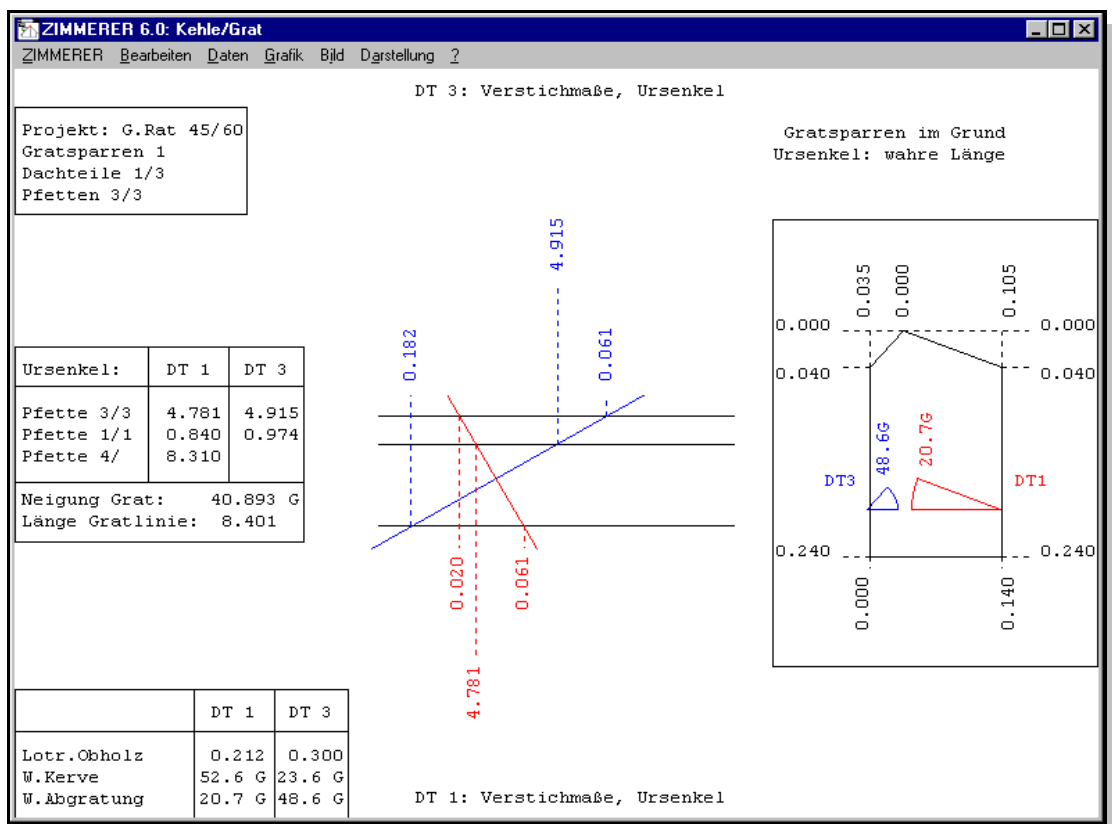 ZIMMERER 6.0: Kehle/Grat
ZIMMERER Bearbeiten Daten Grafik Bild Darstellung ?
DT 3: Verstichmaße, Ursenkel
Projekt: G.Rat 45/60
Gratsparren 1
Dachteile 1/3
Pfetten 3/3
Gratsparren im Grund
Ursenkel: wahre Länge
4.915
0.182
0.061
0.020
4.781
0.061
Ursenkel: DT 1 DT 3
Pfette 3/3 4.781 4.915
Pfette 1/1 0.840 0.974
Pfette 4/ 8.310
Neigung Grat: 40.893 G
Länge Gratlinie: 8.401
0.035
0.000
0.105
0.000 0.000
0.040 0.040
48.6G
20.7G
DT3 DT1
0.240 0.240
0.000
0.140
DT 1 DT 3
Lotr.Obholz 0.212 0.300
W.Kerve 52.6 G 23.6 G
W.Abgratung 20.7 G 48.6 G
DT 1: Verstichmaße, Ursenkel